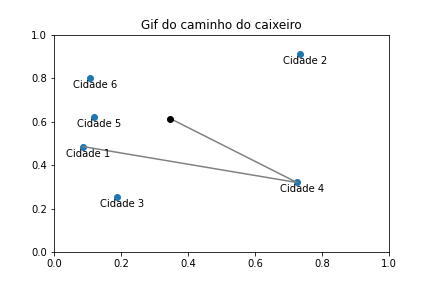 Gif do caminho do caixeiro
1.0
Cidade 2
0.8
Cidade 6
0.6
Cidade 5
Cidade 1
0.4
Cidade 4
0.2
Cidade 3
0.0
0.0 0.2 0.4 0.6 0.8 1.0